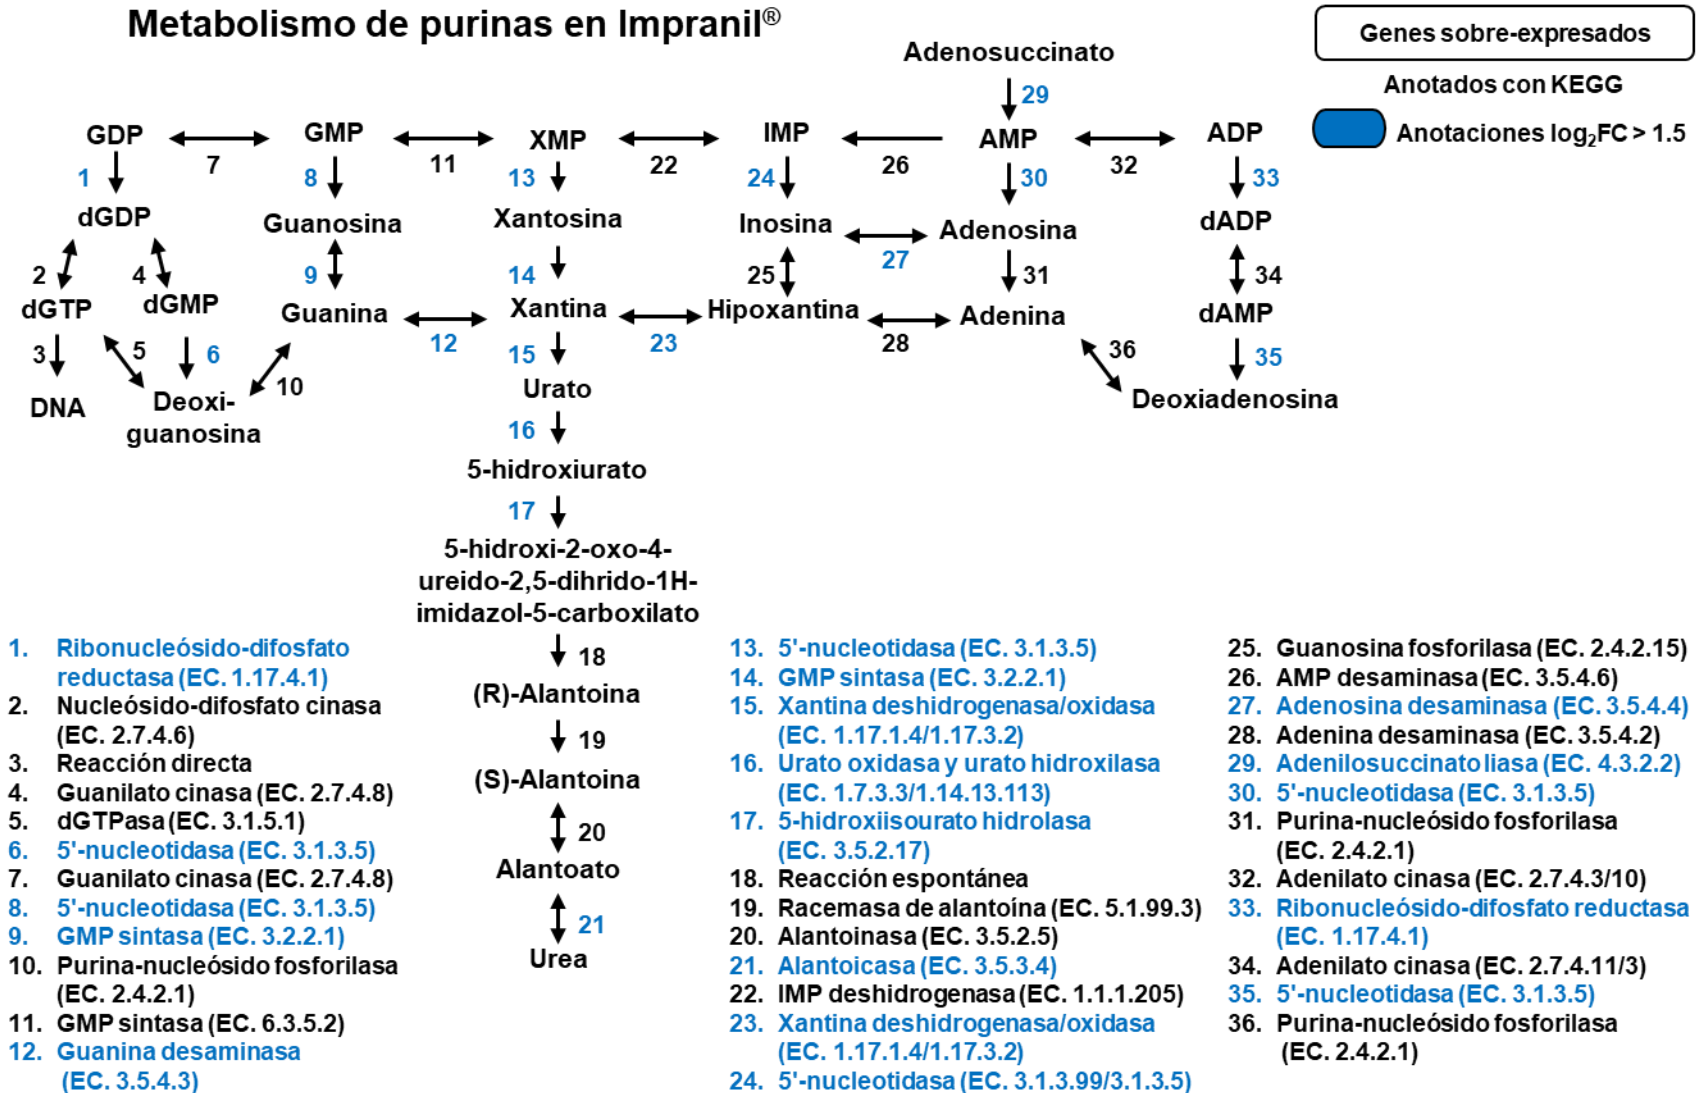 Metabolismo de purinas en Impranil®
Genes sobre-expresados
Anotados con KEGG
Anotaciones log₂FC > 1.5
Adenosuccinato
29
GDP
7
GMP
11
XMP
22
IMP
26
AMP
32
ADP
1
8
13
24
30
33
dGDP
Guanosina
Xantosina
Inosina
27
Adenosina
dADP
2
4
9
14
25
31
34
dGTP
dGMP
Guanina
12
Xantina
23
Hipoxantina
28
Adenina
dAMP
3
5
6
10
15
36
35
DNA
Deoxi-
guanosina
Urato
Deoxiadenosina
16
5-hidroxiurato
17
5-hidroxi-2-oxo-4-
ureido-2,5-dihrido-1H-
imidazol-5-carboxilato
18
(R)-Alantoina
19
(S)-Alantoina
20
Alantoato
21
Urea
1. Ribonucleósido-difosfato
reductasa (EC. 1.17.4.1)
2. Nucleósido-difosfato cinasa
(EC. 2.7.4.6)
3. Reacción directa
4. Guanilato cinasa (EC. 2.7.4.8)
5. dGTPasa (EC. 3.1.5.1)
6. 5'-nucleotidasa (EC. 3.1.3.5)
7. Guanilato cinasa (EC. 2.7.4.8)
8. 5'-nucleotidasa (EC. 3.1.3.5)
9. GMP sintasa (EC. 3.2.2.1)
10. Purina-nucleósido fosforilasa
(EC. 2.4.2.1)
11. GMP sintasa (EC. 6.3.5.2)
12. Guanina desaminasa
(EC. 3.5.4.3)
13. 5'-nucleotidasa (EC. 3.1.3.5)
14. GMP sintasa (EC. 3.2.2.1)
15. Xantina deshidrogenasa/oxidasa
(EC. 1.17.1.4/1.17.3.2)
16. Urato oxidasa y urato hidroxilasa
(EC. 1.7.3.3/1.14.13.113)
17. 5-hidroxiisourato hidrolasa
(EC. 3.5.2.17)
18. Reacción espontánea
19. Racemasa de alantoína (EC. 5.1.99.3)
20. Alantoinasa (EC. 3.5.2.5)
21. Alantoicasa (EC. 3.5.3.4)
22. IMP deshidrogenasa (EC. 1.1.1.205)
23. Xantina deshidrogenasa/oxidasa
(EC. 1.17.1.4/1.17.3.2)
24. 5'-nucleotidasa (EC. 3.1.3.99/3.1.3.5)
25. Guanosina fosforilasa (EC. 2.4.2.15)
26. AMP desaminasa (EC. 3.5.4.6)
27. Adenosina desaminasa (EC. 3.5.4.4)
28. Adenina desaminasa (EC. 3.5.4.2)
29. Adenilosuccinato liasa (EC. 4.3.2.2)
30. 5'-nucleotidasa (EC. 3.1.3.5)
31. Purina-nucleósido fosforilasa
(EC. 2.4.2.1)
32. Adenilato cinasa (EC. 2.7.4.3/10)
33. Ribonucleósido-difosfato reductasa
(EC. 1.17.4.1)
34. Adenilato cinasa (EC. 2.7.4.11/3)
35. 5'-nucleotidasa (EC. 3.1.3.5)
36. Purina-nucleósido fosforilasa
(EC. 2.4.2.1)